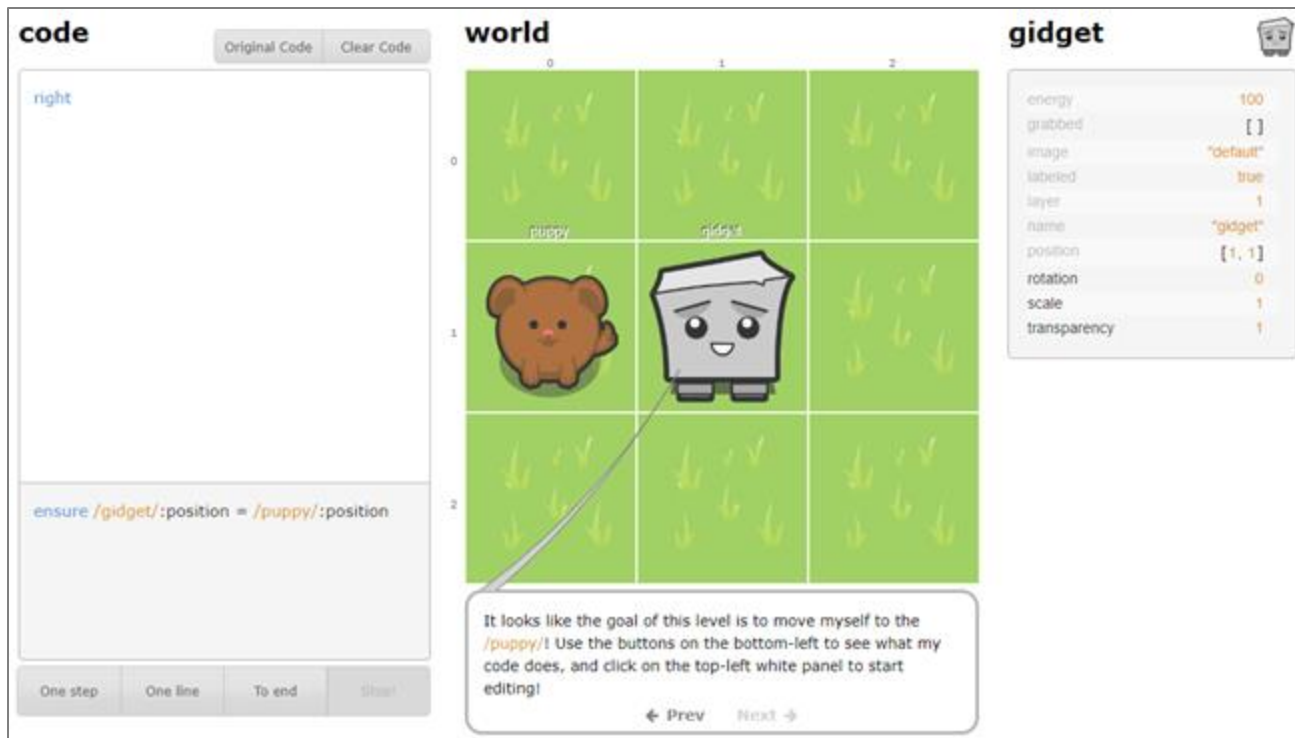 code
Original Code
Clear Code
right
ensure /gidget/:position = /puppy/:position
One step
One line
To end
Stop!
world
0 1 2
0
puppy gidget
1
2
It looks like the goal of this level is to move myself to the
/puppy/! Use the buttons on the bottom-left to see what my
code does, and click on the top-left white panel to start
editing!
← Prev Next →
gidget
energy 100
grabbed [ ]
image "default"
labeled true
layer 1
name "gidget"
position [1, 1]
rotation 0
scale 1
transparency 1